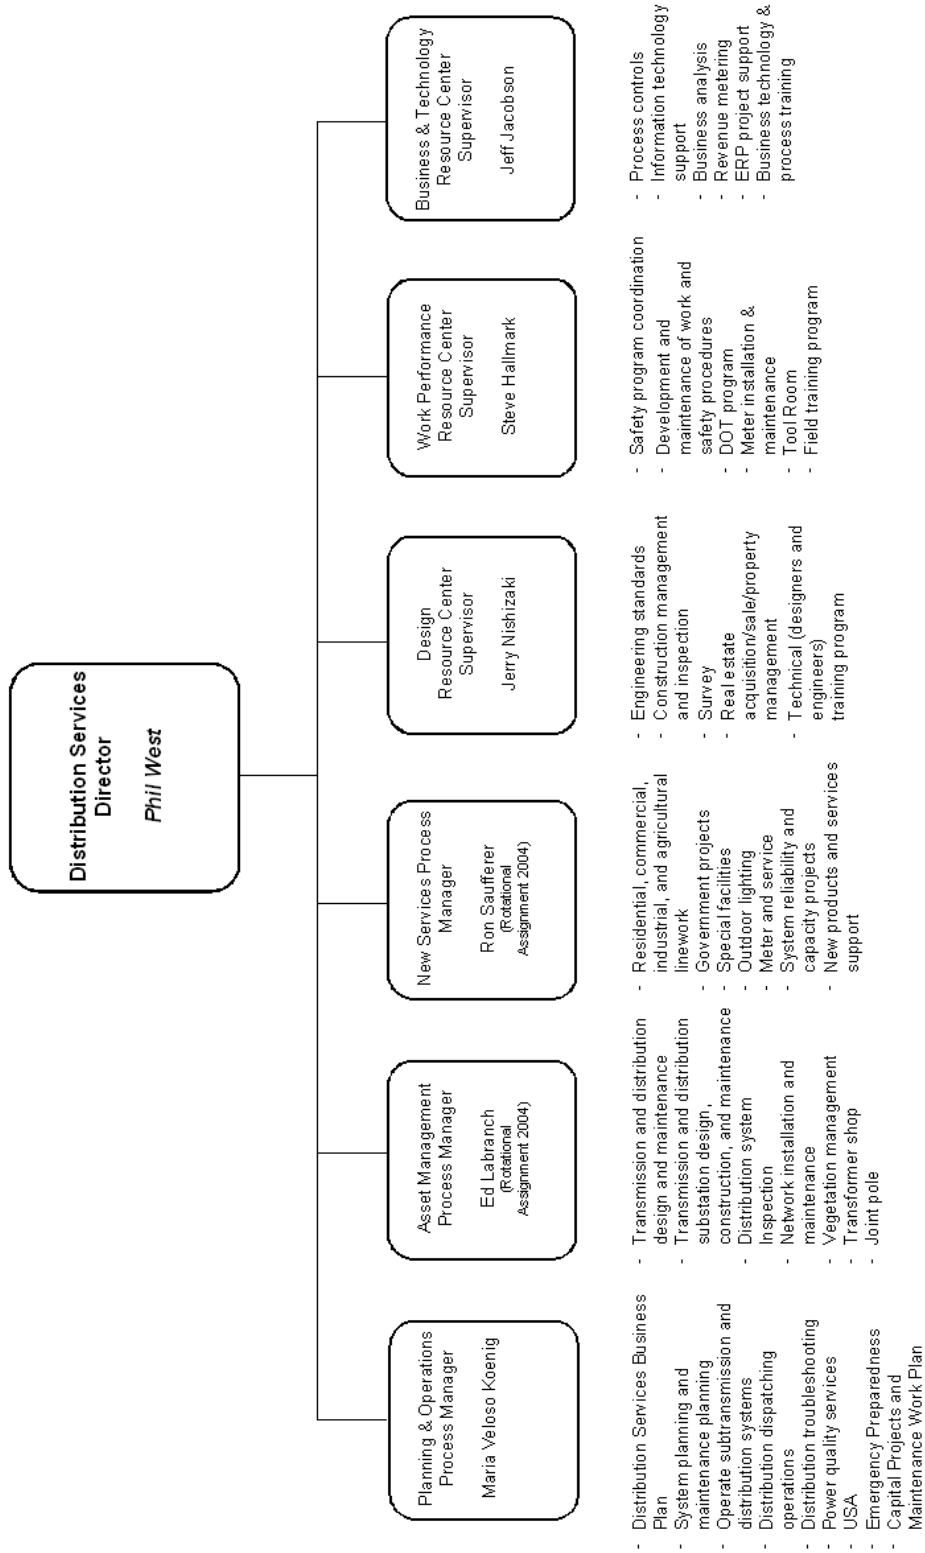 Distribution Services
Director
Phil West
Planning & Operations
Process Manager
Maria Veloso Koenig
- Distribution Services Business
Plan
- System planning and
maintenance planning
- Operate subtransmission and
distribution systems
- Distribution dispatching
operations
- Distribution troubleshooting
- Power quality services
- USA
- Emergency Preparedness
- Capital Projects and
Maintenance Work Plan
Asset Management
Process Manager
Ed Labranch
(Rotational
Assignment 2004)
- Transmission and distribution
design and maintenance
- Transmission and distribution
substation design,
construction, and maintenance
- Distribution system
Inspection
- Network installation and
maintenance
- Vegetation management
- Transformer shop
- Joint pole
New Services Process
Manager
Ron Saufferer
(Rotational
Assignment 2004)
- Residential, commercial,
industrial, and agricultural
linework
- Government projects
- Special facilities
- Outdoor lighting
- Meter and service
- System reliability and
capacity projects
- New products and services
support
Design
Resource Center
Supervisor
Jerry Nishizaki
- Engineering standards
- Construction management
and inspection
- Survey
- Real estate
acquisition/sale/property
management
- Technical (designers and
engineers)
training program
Work Performance
Resource Center
Supervisor
Steve Hallmark
- Safety program coordination
- Development and
maintenance of work and
safety procedures
- DOT program
- Meter installation &
maintenance
- Tool Room
- Field training program
Business & Technology
Resource Center
Supervisor
Jeff Jacobson
- Process controls
- Information technology
support
- Business analysis
- Revenue metering
- ERP project support
- Business technology &
process training